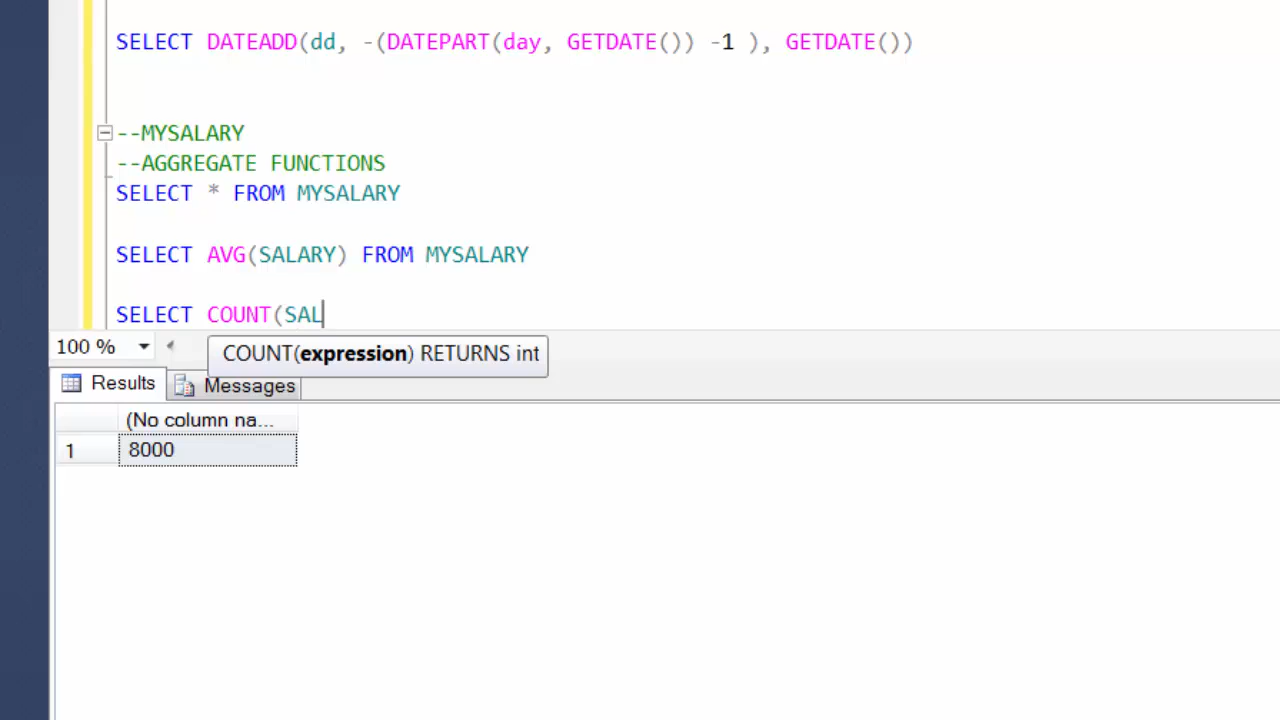 SELECT DATEADD(dd, -(DATEPART(day, GETDATE()) -1 ), GETDATE())
--MYSALARY
--AGGREGATE FUNCTIONS
SELECT * FROM MYSALARY
SELECT AVG(SALARY) FROM MYSALARY
SELECT COUNT(SAL
100 %
COUNT(expression) RETURNS int
Results Messages
(No column na...
1 8000